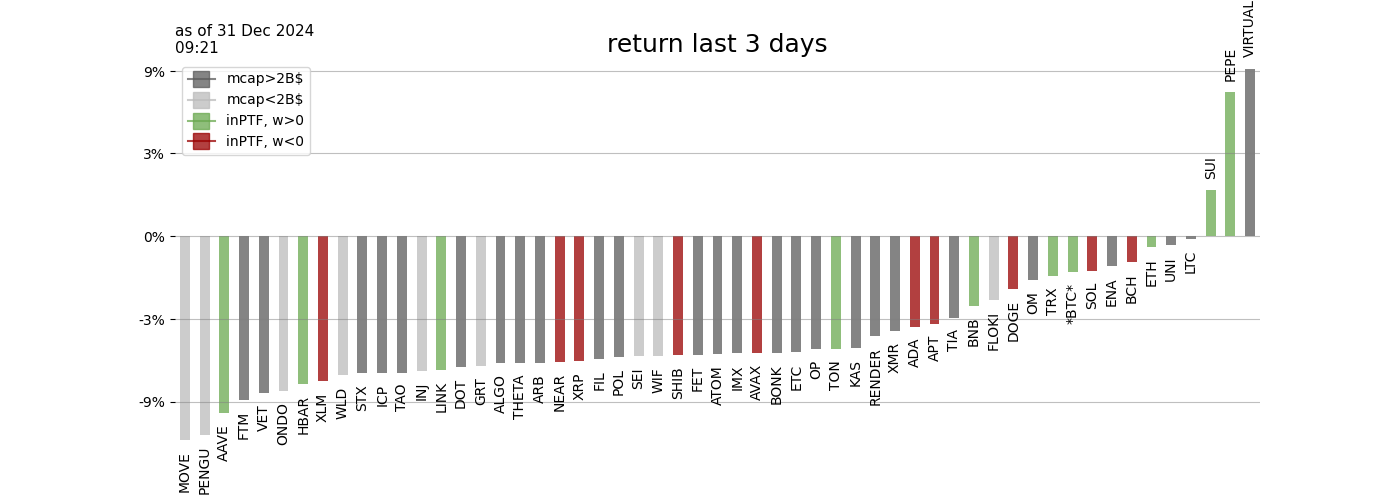 as of 31 Dec 2024
09:21
return last 3 days
mcap>2B$
mcap<2B$
inPTF, w>0
inPTF, w<0
9%
3%
0%
-3%
-9%
MOVE
PENGU
AAVE
FTM
VET
ONDO
HBAR
XLM
WLD
STX
ICP
TAO
INJ
LINK
DOT
GRT
ALGO
THETA
ARB
NEAR
XRP
FIL
POL
SEI
WIF
SHIB
FET
ATOM
IMX
AVAX
BONK
ETC
OP
TON
KAS
RENDER
XMR
ADA
APT
TIA
BNB
FLOKI
DOGE
OM
TRX
*BTC*
SOL
ENA
BCH
ETH
UNI
LTC
SUI
PEPE
VIRTUAL